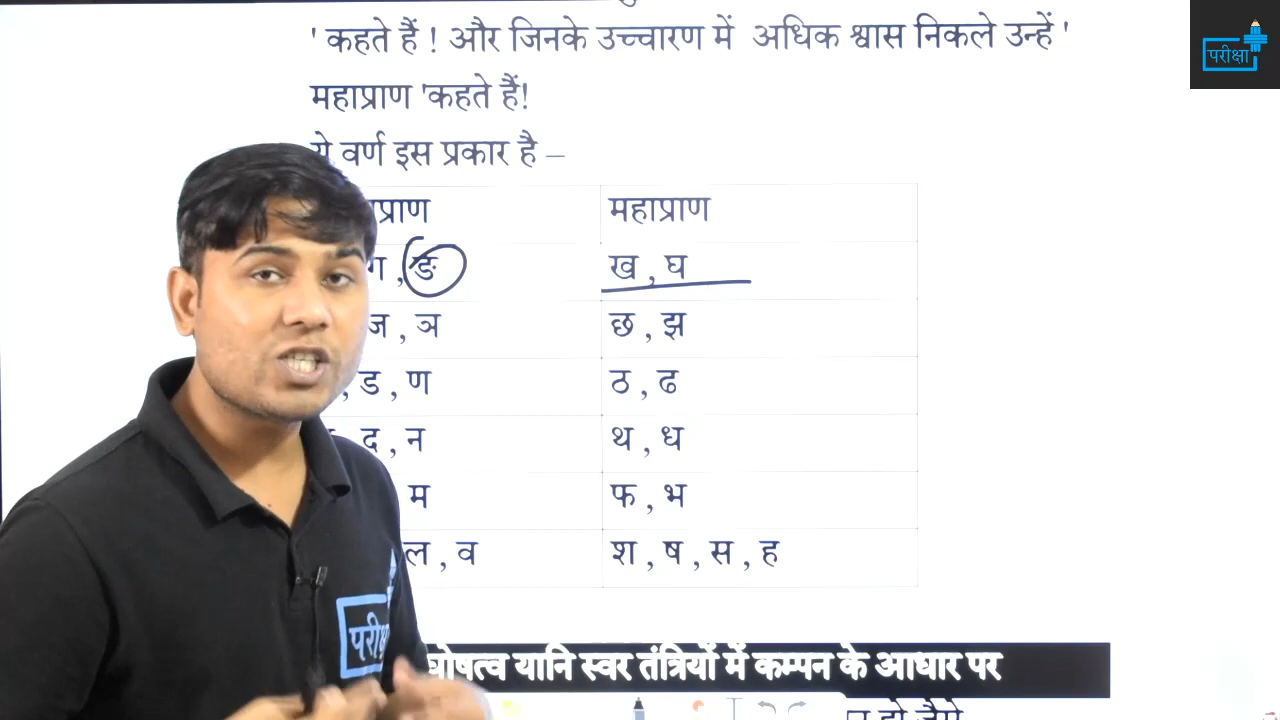 ' कहते हैं ! और जिनके उच्चारण में अधिक श्वास निकले उन्हें '
परीक्षा
महाप्राण 'कहते हैं!
वर्ण इस प्रकार है –
महाप्राण
ग , ङ ख , घ
ज , ञ छ , झ
, ड , ण ठ , ढ
द , न थ , ध
म फ , भ
ल , व श , ष , स , ह
परीक्षा
यानि स्वर तंत्रियों में कम्पन के आधार पर